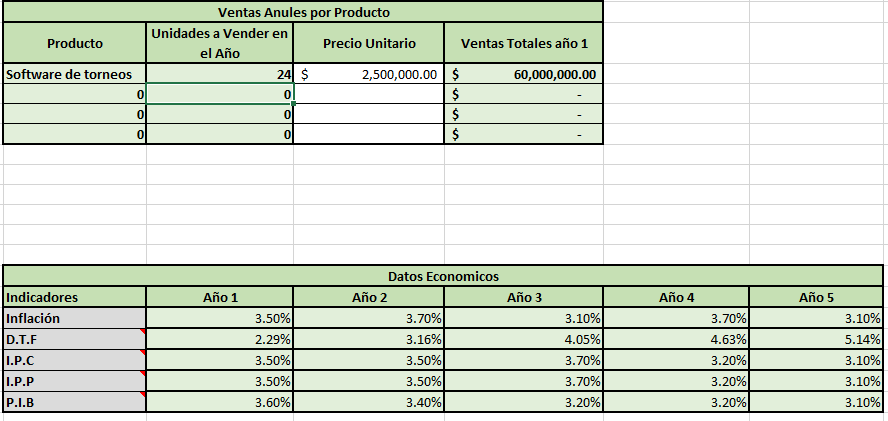 Ventas Anules por Producto
Producto Unidades a Vender en el Año Precio Unitario Ventas Totales año 1
Software de torneos 24 $ 2,500,000.00 $ 60,000,000.00
0 0 $ -
0 0 $ -
0 0 $ -
Datos Economicos
Indicadores Año 1 Año 2 Año 3 Año 4 Año 5
Inflación 3.50% 3.70% 3.10% 3.70% 3.10%
D.T.F 2.29% 3.16% 4.05% 4.63% 5.14%
I.P.C 3.50% 3.50% 3.70% 3.20% 3.10%
I.P.P 3.50% 3.50% 3.70% 3.20% 3.10%
P.I.B 3.60% 3.40% 3.20% 3.20% 3.10%